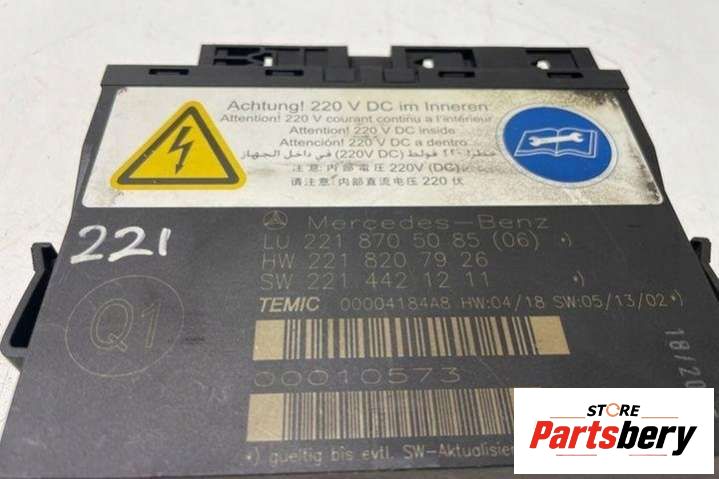 Achtung! 220 V DC im Inneren
Attention! 220 V courant continu a l'intérieur
Attention! 220 V DC inside
Atención! 220 V DC a dentro
خطر! ٢٢٠ فولط (220V DC) في داخل الجهاز
注意: 内部電圧 220V (DC)
请注意: 内部直流电压 220 伏
221
Mercedes-Benz
LU 221 870 50 85 (06) *)
HW 221 820 79 26
SW 221 442 12 11 *)
TEMIC 00004184A8 HW:04/18 SW:05/13/02*)
Q1
00010573
*) gueltig bis evtl. SW-Aktualisier
18/20
STORE
Partsbery